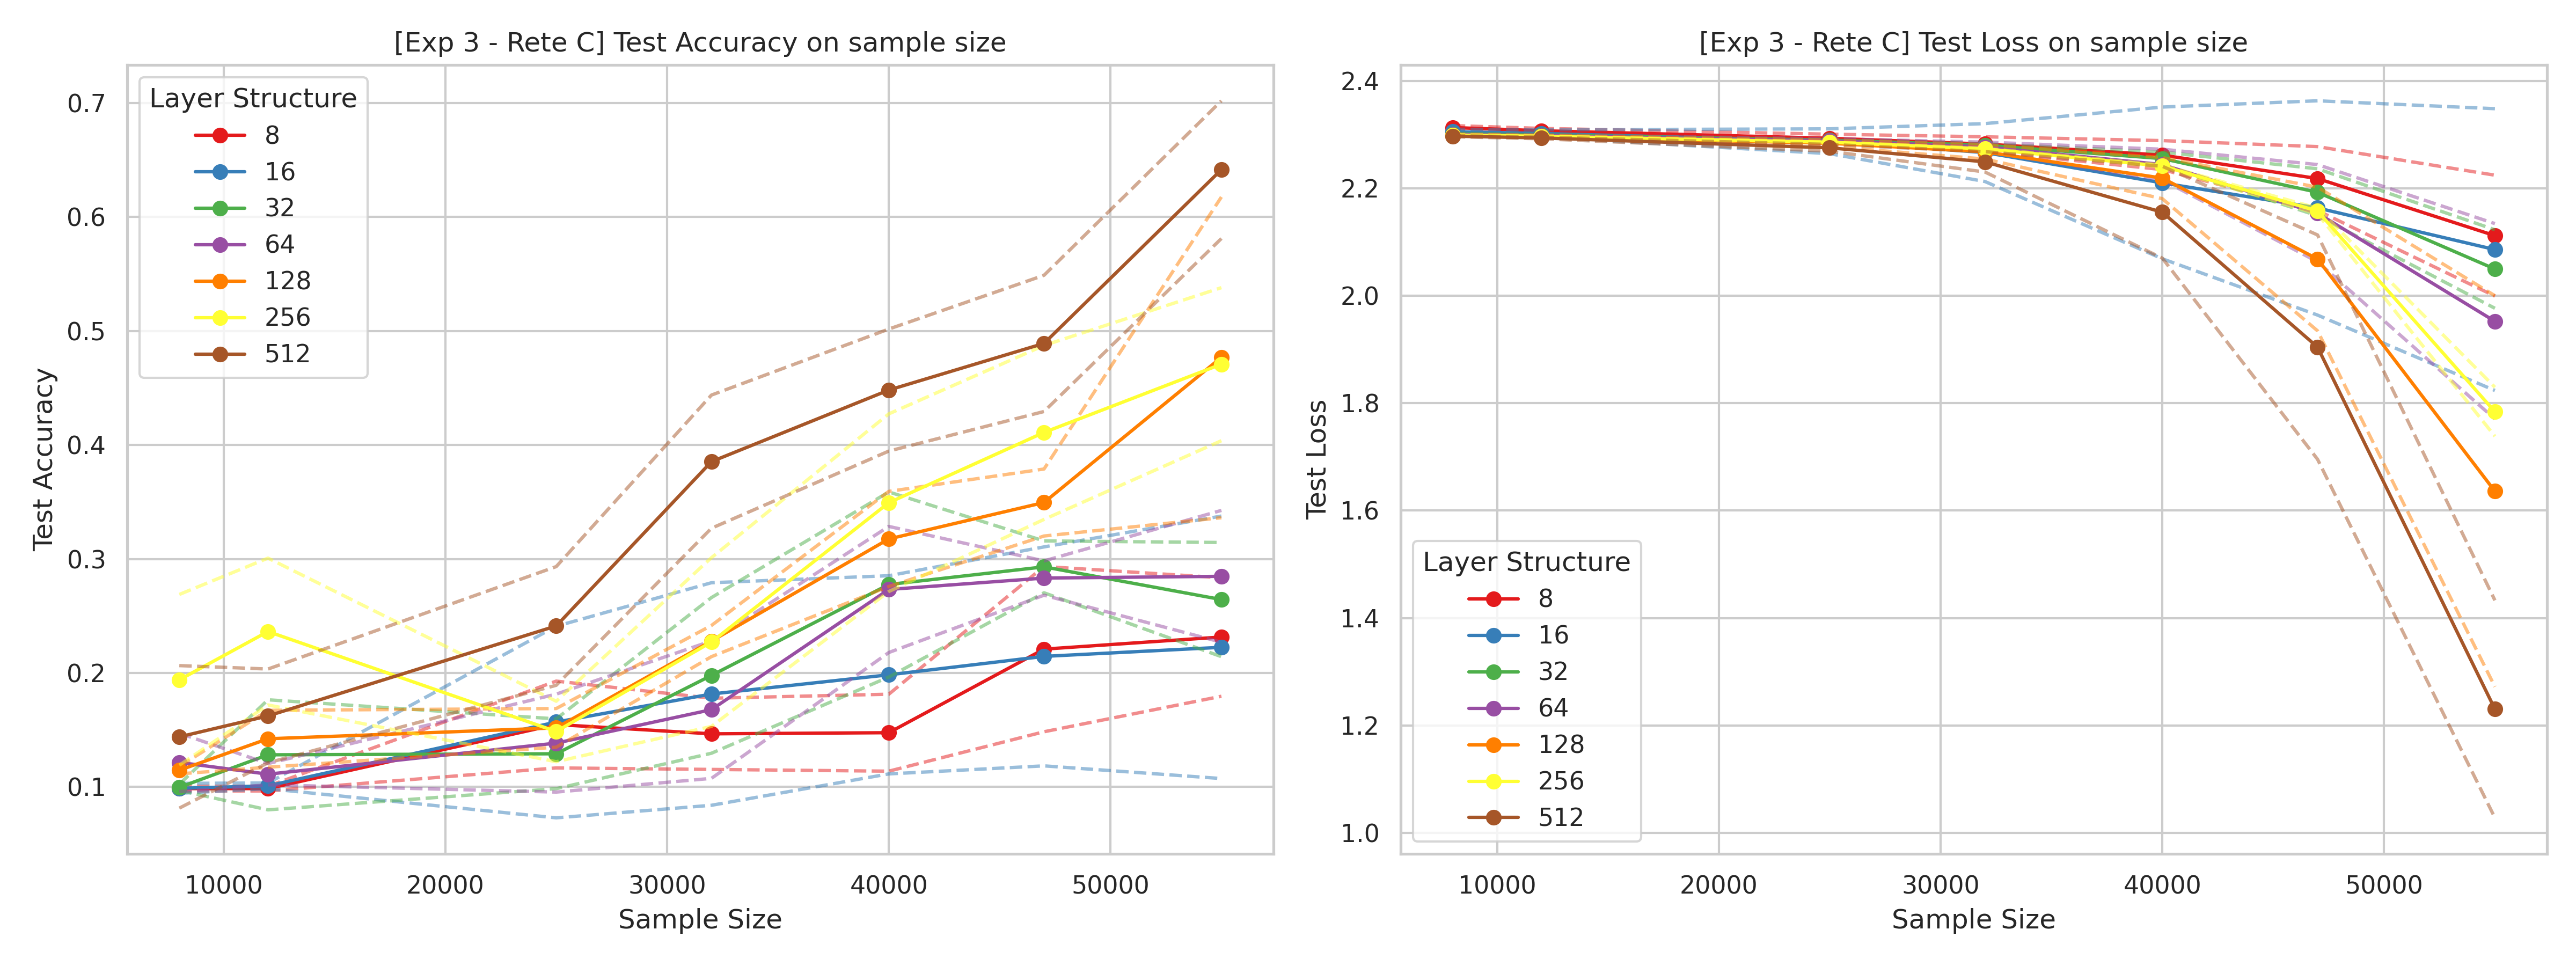 [Exp 3 - Rete C] Test Accuracy on sample size
Test Accuracy
0.7
0.6
0.5
0.4
0.3
0.2
0.1
Layer Structure
8
16
32
64
128
256
512
10000 20000 30000 40000 50000
Sample Size
[Exp 3 - Rete C] Test Loss on sample size
Test Loss
2.4
2.2
2.0
1.8
1.6
1.4
1.2
1.0
Layer Structure
8
16
32
64
128
256
512
10000 20000 30000 40000 50000
Sample Size